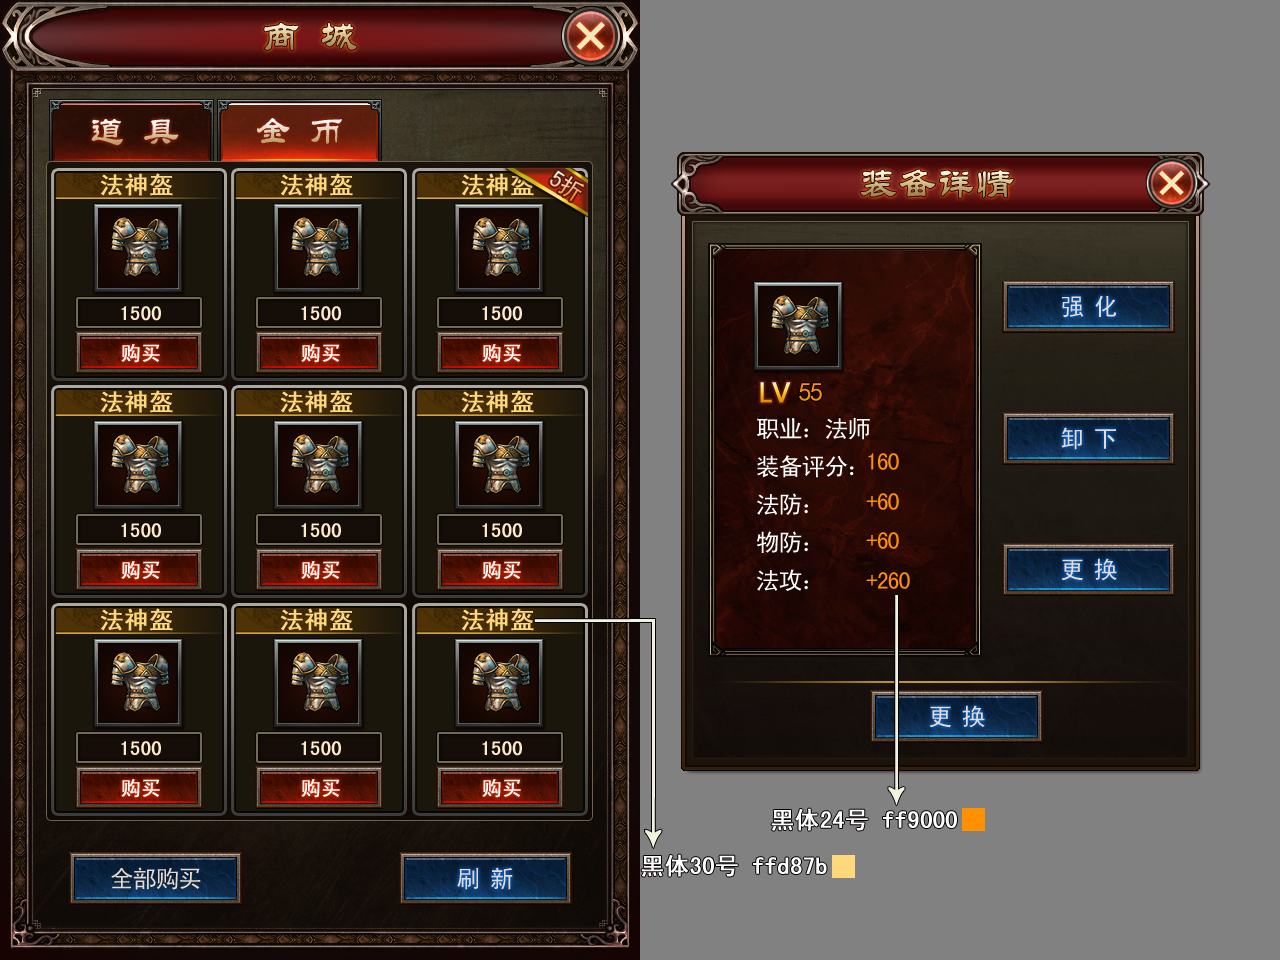 商 城
道 具
金 币
法神盔
法神盔
法神盔
5折
1500
1500
1500
购买
购买
购买
法神盔
法神盔
法神盔
1500
1500
1500
购买
购买
购买
法神盔
法神盔
法神盔
1500
1500
1500
购买
购买
购买
全部购买
刷 新
装备详情
LV 55
职业：法师
装备评分：160
法防：+60
物防：+60
法攻：+260
强 化
卸 下
更 换
更 换
黑体24号 ff9000
黑体30号 ffd87b